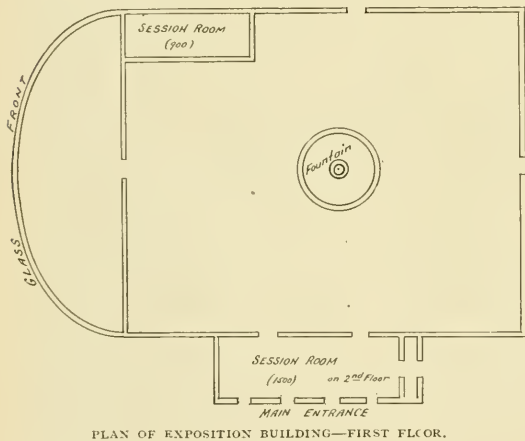 SESSION ROOM
(900)
GLASS FRONT
Fountain
SESSION ROOM
(1500) on 2nd Floor
MAIN ENTRANCE
PLAN OF EXPOSITION BUILDING—FIRST FLOOR.